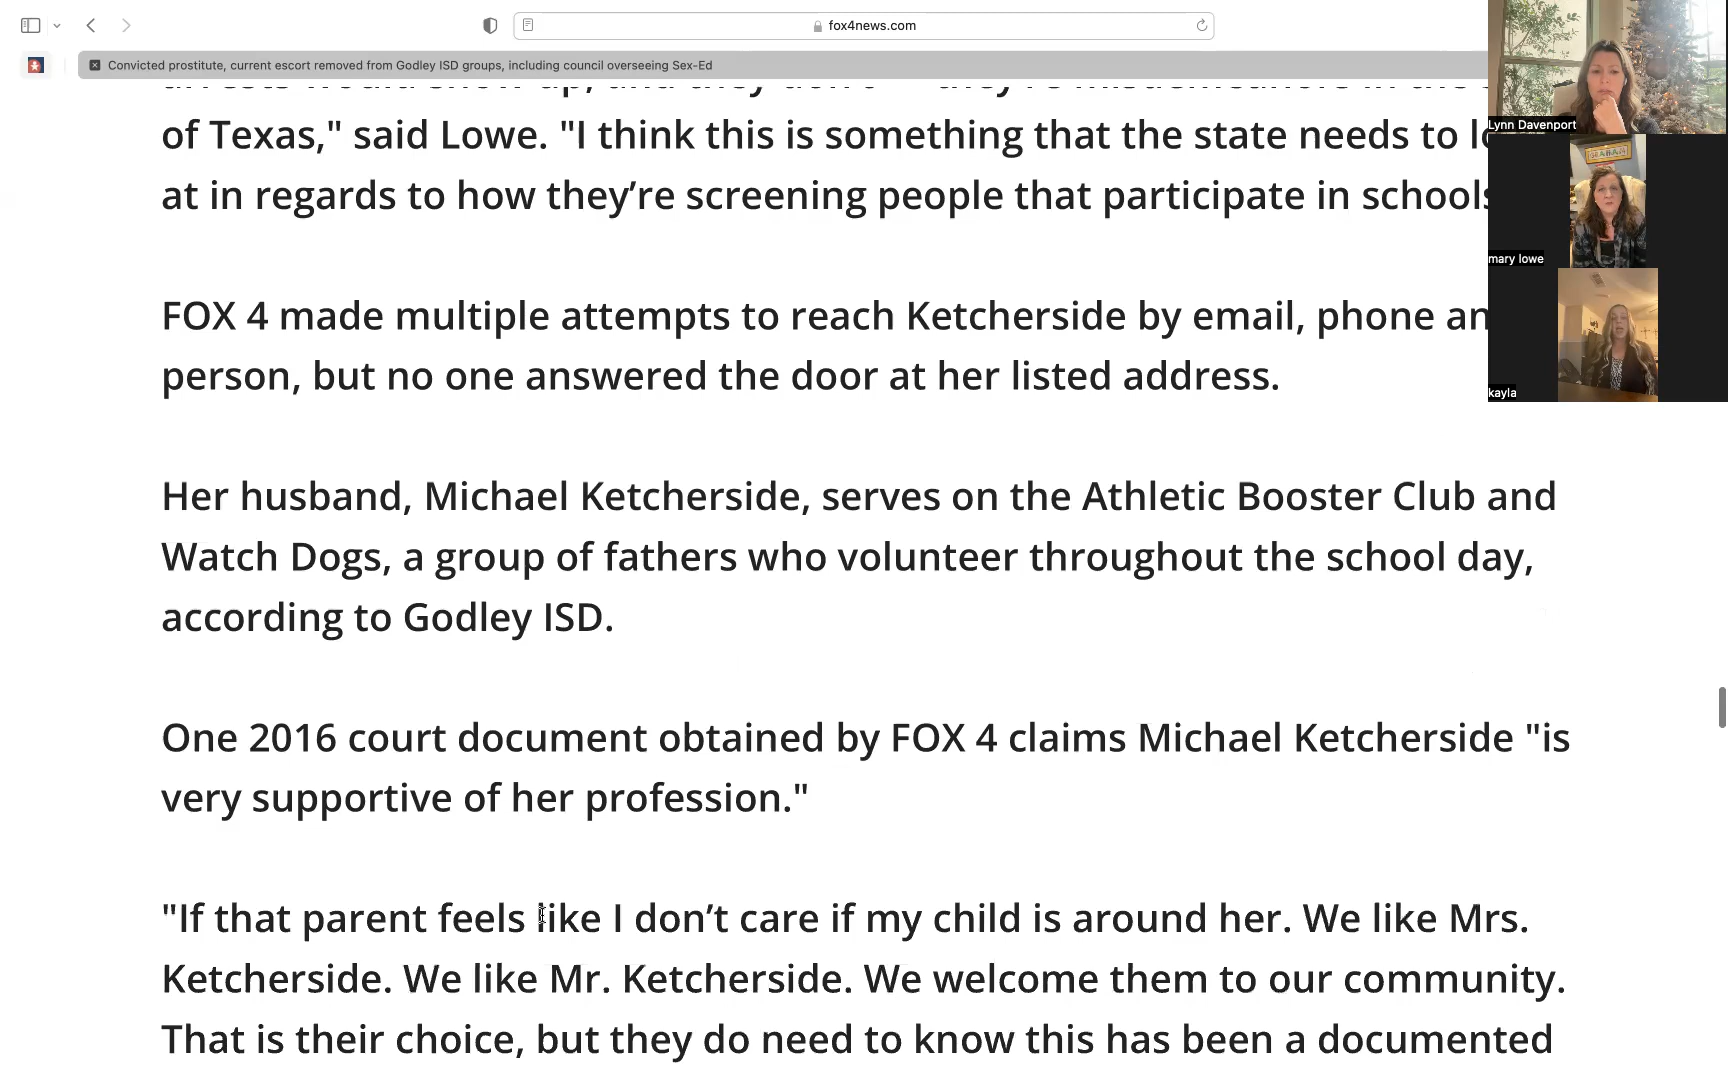 fox4news.com
Convicted prostitute, current escort removed from Godley ISD groups, including council overseeing Sex-Ed
of Texas," said Lowe. "I think this is something that the state needs to
at in regards to how they’re screening people that participate in schools
FOX 4 made multiple attempts to reach Ketcherside by email, phone an
person, but no one answered the door at her listed address.
Her husband, Michael Ketcherside, serves on the Athletic Booster Club and
Watch Dogs, a group of fathers who volunteer throughout the school day,
according to Godley ISD.
One 2016 court document obtained by FOX 4 claims Michael Ketcherside "is
very supportive of her profession."
"If that parent feels like I don’t care if my child is around her. We like Mrs.
Ketcherside. We like Mr. Ketcherside. We welcome them to our community.
That is their choice, but they do need to know this has been a documented
Lynn Davenport
mary lowe
kayla